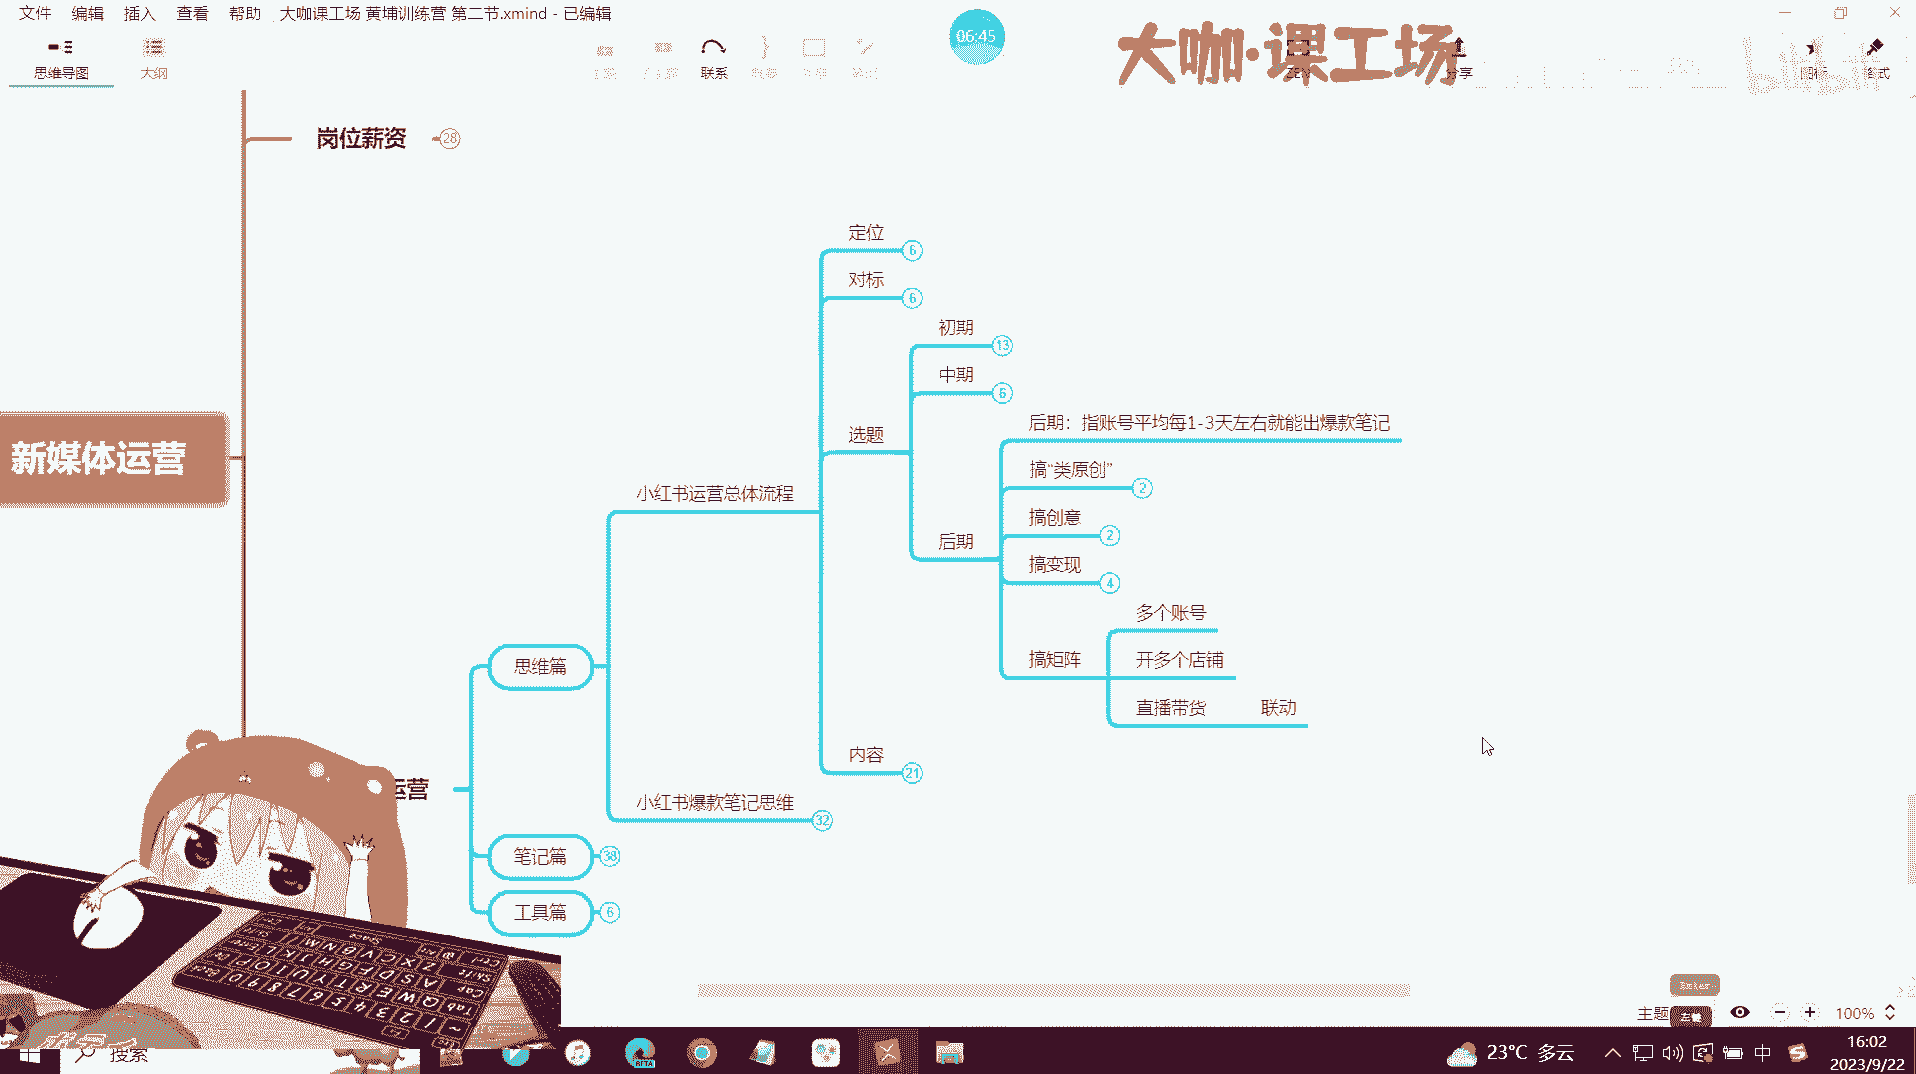 文件 编辑 插入 查看 帮助 大咖课工场 黄埔训练营 第二节.xmind - 已编辑
思维导图
大纲
联系
06:45
大咖·课工场
ZEN
分享
岗位薪资
28
定位
6
对标
6
初期
13
中期
6
选题
后期：指账号平均每1-3天左右就能出爆款笔记
搞“类原创”
2
搞创意
2
后期
搞变现
4
多个账号
搞矩阵
开多个店铺
直播带货
联动
新媒体运营
小红书运营总体流程
思维篇
内容
21
小红书爆款笔记思维
32
运营
笔记篇
38
工具篇
6
主题
100%
搜索
BETA
23°C 多云
中
16:02
2023/9/22